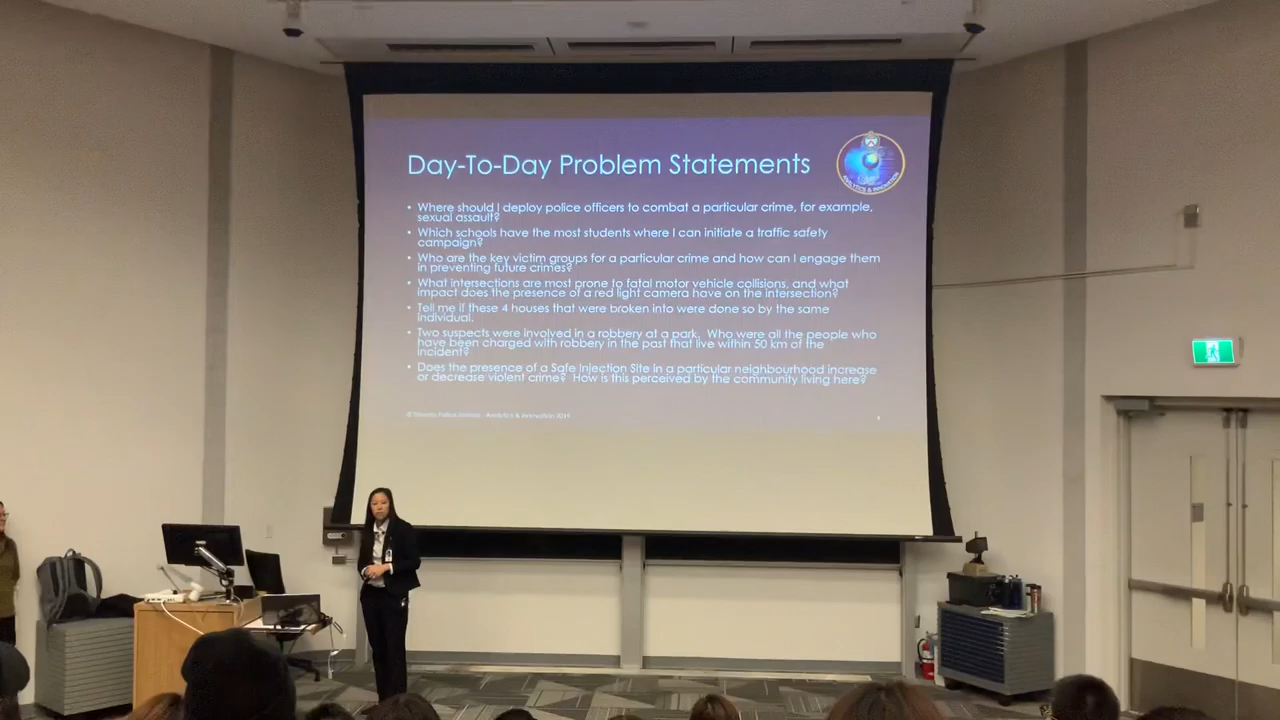 Day-To-Day Problem Statements
ANALYTICS & INNOVATION
• Where should I deploy police officers to combat a particular crime, for example,
sexual assault?
• Which schools have the most students where I can initiate a traffic safety
campaign?
• Who are the key victim groups for a particular crime and how can I engage them
in preventing future crimes?
• What intersections are most prone to fatal motor vehicle collisions, and what
impact does the presence of a red light camera have on the intersection?
• Tell me if these 4 houses that were broken into were done so by the same
individual.
• Two suspects were involved in a robbery at a park. Who were all the people who
have been charged with robbery in the past that live within 50 km of the
incident?
• Does the presence of a Safe Injection Site in a particular neighbourhood increase
or decrease violent crime? How is this perceived by the community living here?
Analytics & Innovation 2019